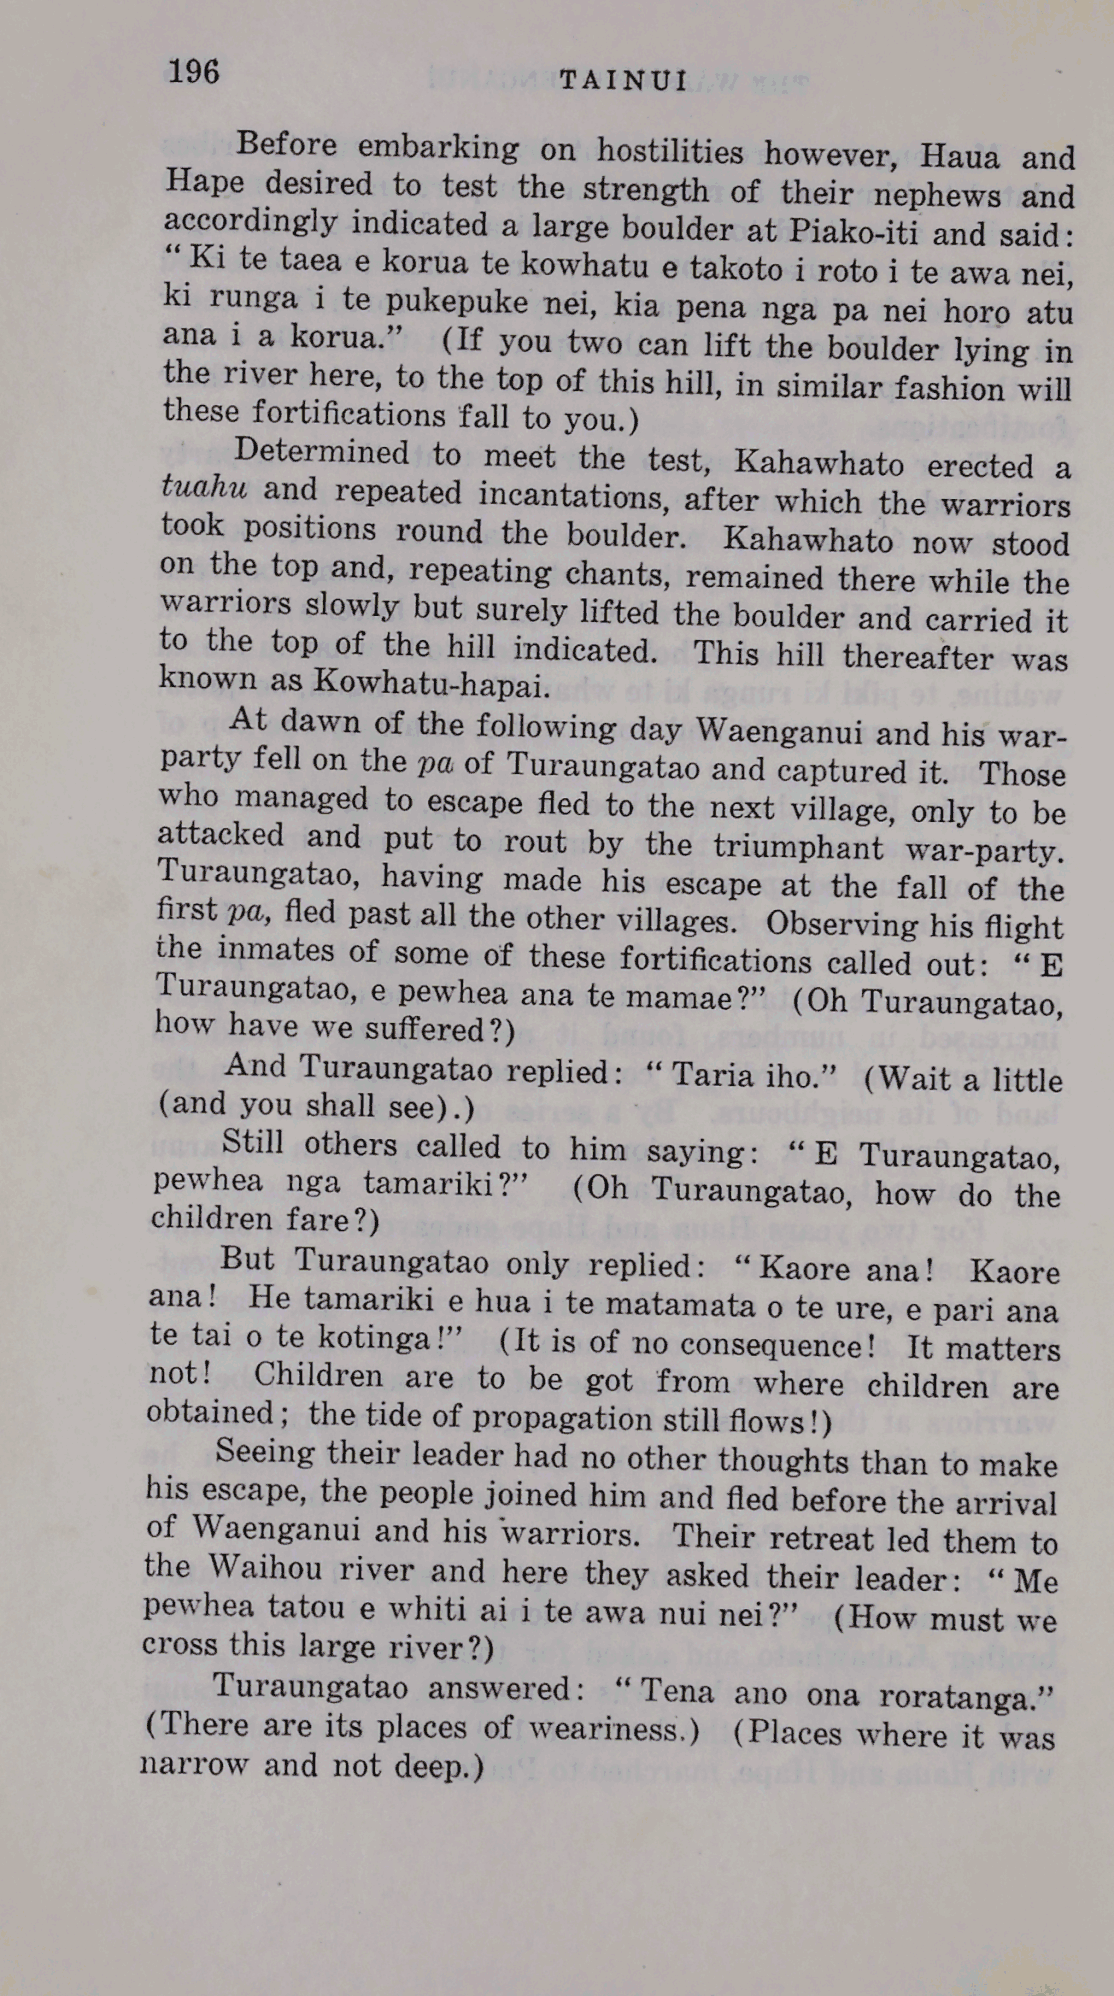 196
TAINUI
Before embarking on hostilities however, Haua and
Hape desired to test the strength of their nephews and
accordingly indicated a large boulder at Piako-iti and said:
“ Ki te taea e korua te kowhatu e takoto i roto i te awa nei,
ki runga i te pukepuke nei, kia pena nga pa nei horo atu
ana i a korua.” (If you two can lift the boulder lying in
the river here, to the top of this hill, in similar fashion will
these fortifications fall to you.)
Determined to meet the test, Kahawhato erected a
tuahu and repeated incantations, after which the warriors
took positions round the boulder. Kahawhato now stood
on the top and, repeating chants, remained there while the
warriors slowly but surely lifted the boulder and carried it
to the top of the hill indicated. This hill thereafter was
known as Kowhatu-hapai.
At dawn of the following day Waenganui and his war-
party fell on the pa of Turaungatao and captured it. Those
who managed to escape fled to the next village, only to be
attacked and put to rout by the triumphant war-party.
Turaungatao, having made his escape at the fall of the
first pa, fled past all the other villages. Observing his flight
the inmates of some of these fortifications called out: “ E
Turaungatao, e pewhea ana te mamae?” (Oh Turaungatao,
how have we suffered?)
And Turaungatao replied: “ Taria iho.” (Wait a little
(and you shall see).)
Still others called to him saying: “ E Turaungatao,
pewhea nga tamariki?” (Oh Turaungatao, how do the
children fare?)
But Turaungatao only replied: “ Kaore ana! Kaore
ana! He tamariki e hua i te matamata o te ure, e pari ana
te tai o te kotinga!” (It is of no consequence! It matters
not! Children are to be got from where children are
obtained; the tide of propagation still flows!)
Seeing their leader had no other thoughts than to make
his escape, the people joined him and fled before the arrival
of Waenganui and his warriors. Their retreat led them to
the Waihou river and here they asked their leader: “ Me
pewhea tatou e whiti ai i te awa nui nei?” (How must we
cross this large river?)
Turaungatao answered: “ Tena ano ona roratanga.”
(There are its places of weariness.) (Places where it was
narrow and not deep.)